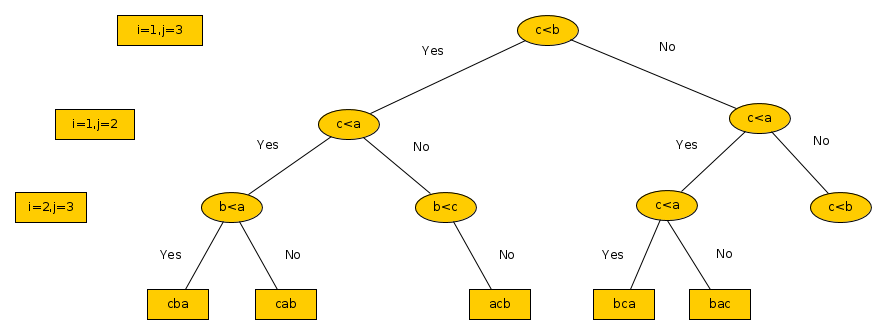 i=1,j=3
c<b
Yes
No
i=1,j=2
c<a
c<a
Yes
No
Yes
No
i=2,j=3
b<a
b<c
c<a
c<b
Yes
No
No
Yes
No
cba
cab
acb
bca
bac